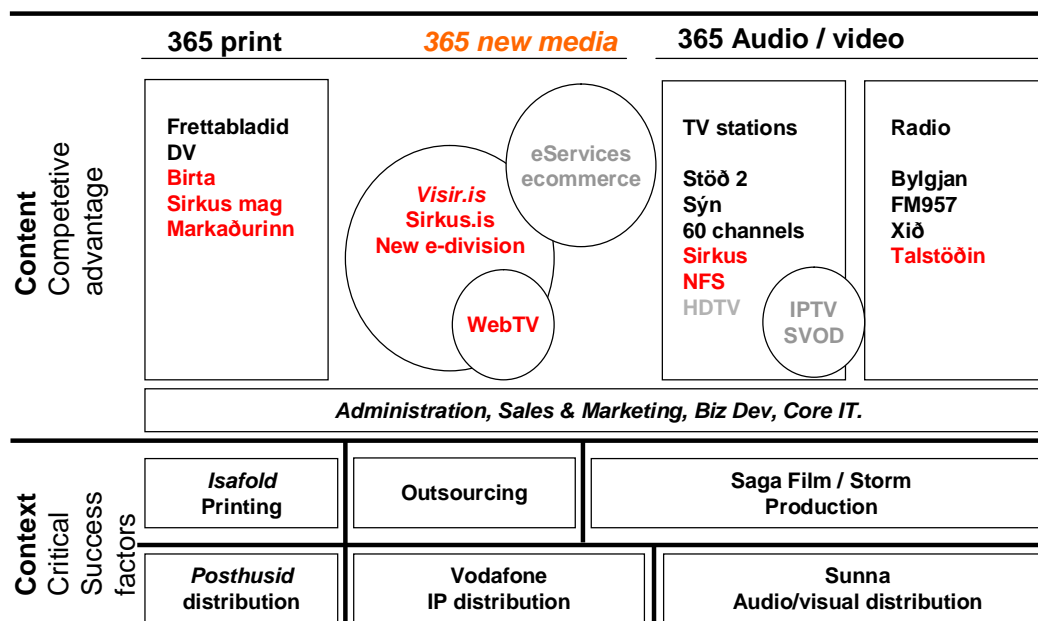 365 print
365 new media
365 Audio / video
Content
Competetive
advantage
Frettabladid
DV
Birta
Sirkus mag
Markaðurinn
eServices
ecommerce
Visir.is
Sirkus.is
New e-division
WebTV
TV stations
Stöð 2
Sýn
60 channels
Sirkus
NFS
HDTV
IPTV
SVOD
Radio
Bylgjan
FM957
Xið
Talstöðin
Administration, Sales & Marketing, Biz Dev, Core IT.
Context
Critical
Success
factors
Isafold
Printing
Outsourcing
Saga Film / Storm
Production
Posthusid
distribution
Vodafone
IP distribution
Sunna
Audio/visual distribution